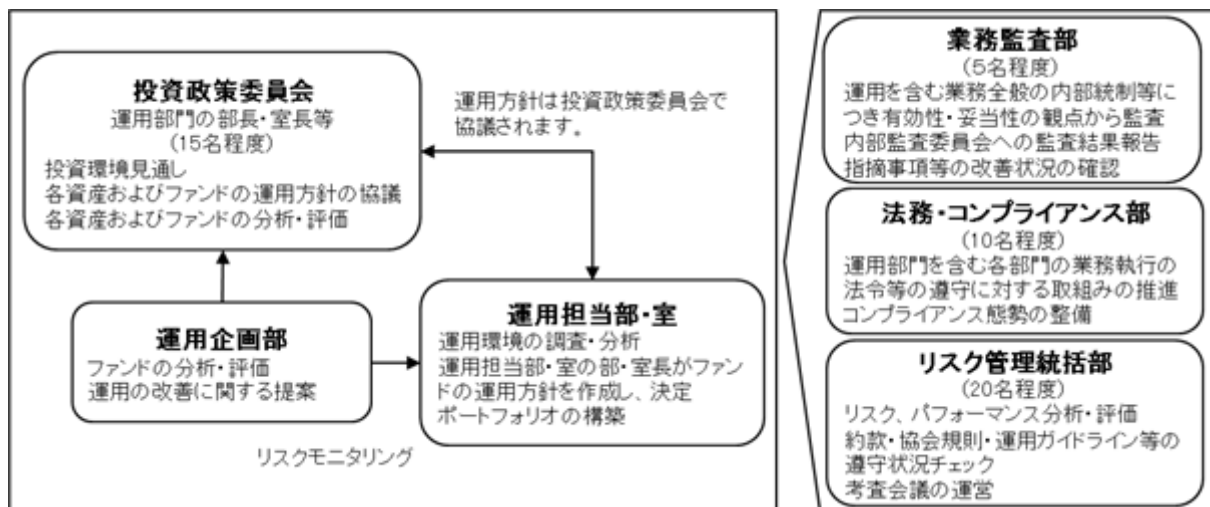 投資政策委員会
運用部門の部長・室長等
(15名程度)
投資環境見通し
各資産およびファンドの運用方針の協議
各資産およびファンドの分析・評価
運用方針は投資政策委員会で
協議されます。
運用企画部
ファンドの分析・評価
運用の改善に関する提案
運用担当部・室
運用環境の調査・分析
運用担当部・室の部・室長がファン
ドの運用方針を作成し、決定
ポートフォリオの構築
リスクモニタリング
業務監査部
(5名程度)
運用を含む業務全般の内部統制等に
つき有効性・妥当性の観点から監査
内部監査委員会への監査結果報告
指摘事項等の改善状況の確認
法務・コンプライアンス部
(10名程度)
運用部門を含む各部門の業務執行の
法令等の遵守に対する取組みの推進
コンプライアンス態勢の整備
リスク管理統括部
(20名程度)
リスク、パフォーマンス分析・評価
約款・協会規則・運用ガイドライン等の
遵守状況チェック
考査会議の運営